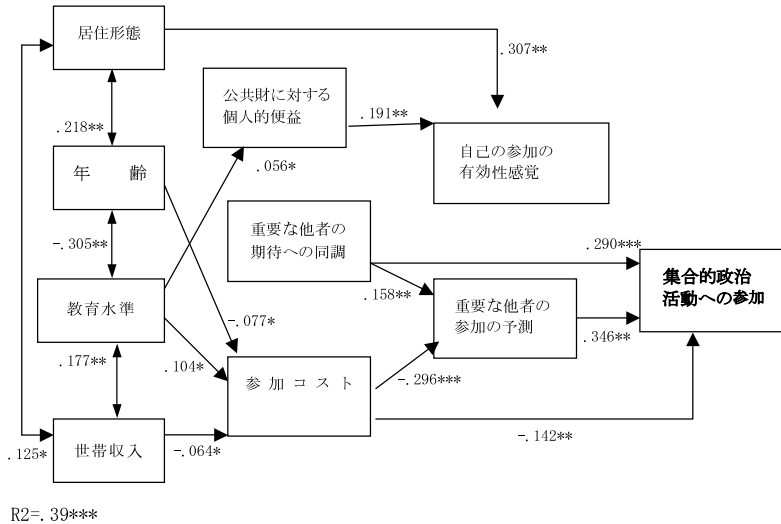 居住形態
.307**
公共財に対する
個人的便益
.191**
.218**
自己の参加の
有効性感覚
年　齢
.056*
重要な他者の
期待への同調
-.305**
.290***
集合的政治
活動への参加
.158**
教育水準
重要な他者の
参加の予測
-.077*
.346**
.177**
.104*
参加コスト
-.296***
-.142**
世帯収入
-.064*
.125*
R2=.39***